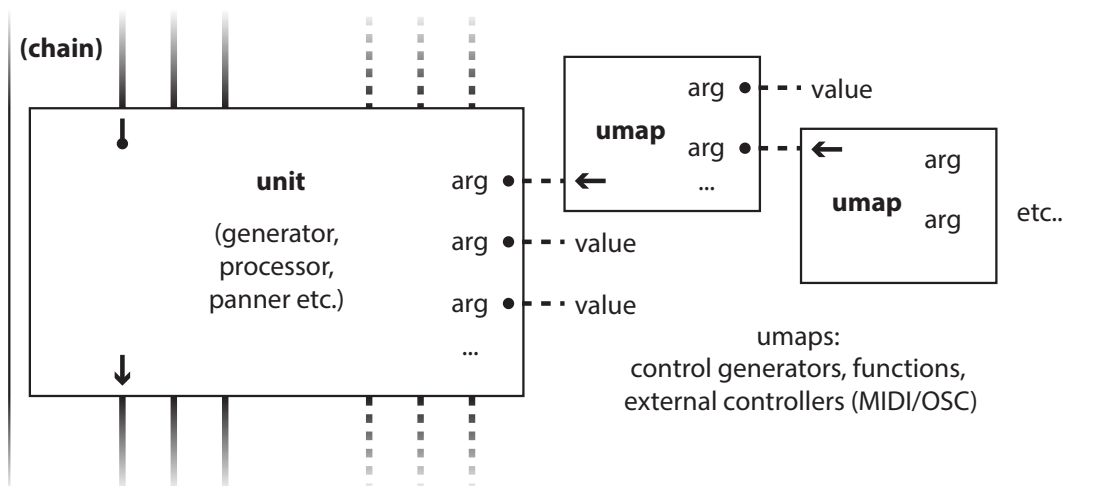 (chain)
unit
(generator,
processor,
panner etc.)
arg
arg
value
arg
value
...
umap
arg
value
arg
...
umap
arg
arg
etc..
umaps:
control generators, functions,
external controllers (MIDI/OSC)